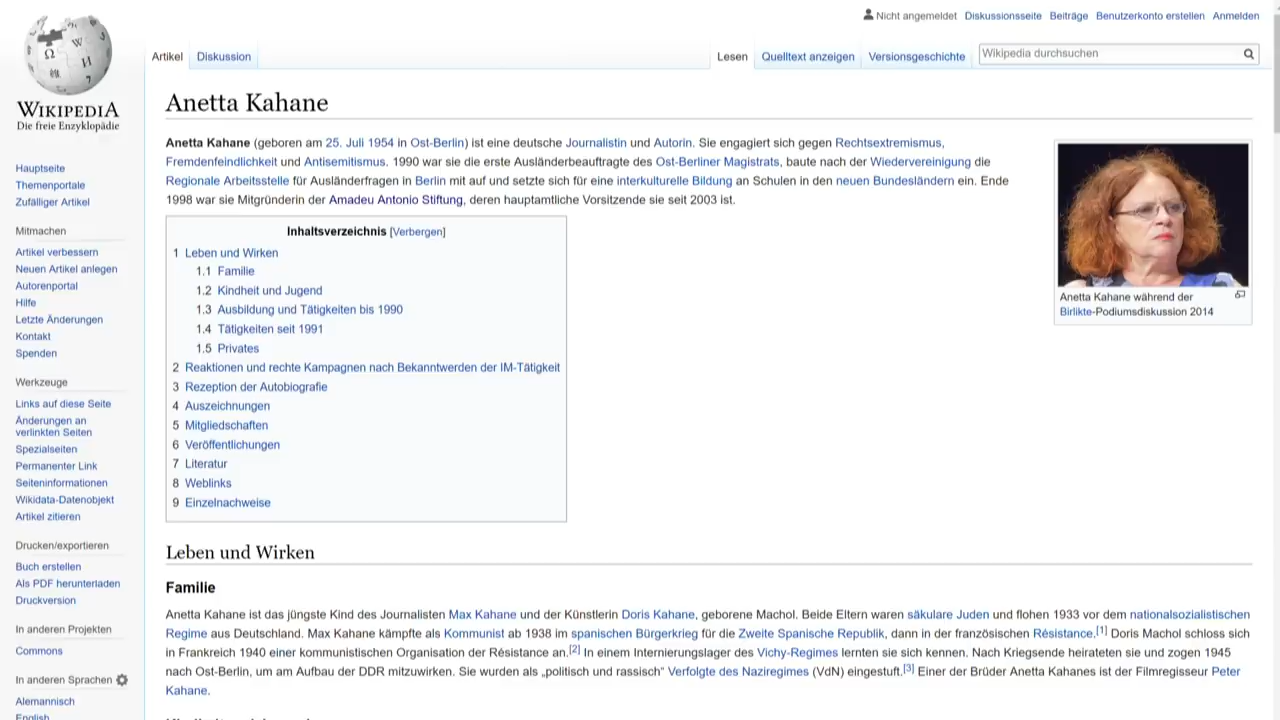 Nicht angemeldet Diskussionsseite Beiträge Benutzerkonto erstellen Anmelden
Artikel Diskussion Lesen Quelltext anzeigen Versionsgeschichte Wikipedia durchsuchen
WIKIPEDIA
Die freie Enzyklopädie
Hauptseite
Themenportale
Zufälliger Artikel
Mitmachen
Artikel verbessern
Neuen Artikel anlegen
Autorenportal
Hilfe
Letzte Änderungen
Kontakt
Spenden
Werkzeuge
Links auf diese Seite
Änderungen an
verlinkten Seiten
Spezialseiten
Permanenter Link
Seiteninformationen
Wikidata-Datenobjekt
Artikel zitieren
Drucken/exportieren
Buch erstellen
Als PDF herunterladen
Druckversion
In anderen Projekten
Commons
In anderen Sprachen
Alemannisch
English
Anetta Kahane
Anetta Kahane (geboren am 25. Juli 1954 in Ost-Berlin) ist eine deutsche Journalistin und Autorin. Sie engagiert sich gegen Rechtsextremismus,
Fremdenfeindlichkeit und Antisemitismus. 1990 war sie die erste Ausländerbeauftragte des Ost-Berliner Magistrats, baute nach der Wiedervereinigung die
Regionale Arbeitsstelle für Ausländerfragen in Berlin mit auf und setzte sich für eine interkulturelle Bildung an Schulen in den neuen Bundesländern ein. Ende
1998 war sie Mitgründerin der Amadeu Antonio Stiftung, deren hauptamtliche Vorsitzende sie seit 2003 ist.
Anetta Kahane während der
Birlikte-Podiumsdiskussion 2014
Inhaltsverzeichnis [Verbergen]
1 Leben und Wirken
1.1 Familie
1.2 Kindheit und Jugend
1.3 Ausbildung und Tätigkeiten bis 1990
1.4 Tätigkeiten seit 1991
1.5 Privates
2 Reaktionen und rechte Kampagnen nach Bekanntwerden der IM-Tätigkeit
3 Rezeption der Autobiografie
4 Auszeichnungen
5 Mitgliedschaften
6 Veröffentlichungen
7 Literatur
8 Weblinks
9 Einzelnachweise
Leben und Wirken
Familie
Anetta Kahane ist das jüngste Kind des Journalisten Max Kahane und der Künstlerin Doris Kahane, geborene Machol. Beide Eltern waren säkulare Juden und flohen 1933 vor dem nationalsozialistischen
Regime aus Deutschland. Max Kahane kämpfte als Kommunist ab 1938 im spanischen Bürgerkrieg für die Zweite Spanische Republik, dann in der französischen Résistance.[1] Doris Machol schloss sich
in Frankreich 1940 einer kommunistischen Organisation der Résistance an.[2] In einem Internierungslager des Vichy-Regimes lernten sie sich kennen. Nach Kriegsende heirateten sie und zogen 1945
nach Ost-Berlin, um am Aufbau der DDR mitzuwirken. Sie wurden als „politisch und rassisch“ Verfolgte des Naziregimes (VdN) eingestuft.[3] Einer der Brüder Anetta Kahanes ist der Filmregisseur Peter
Kahane.